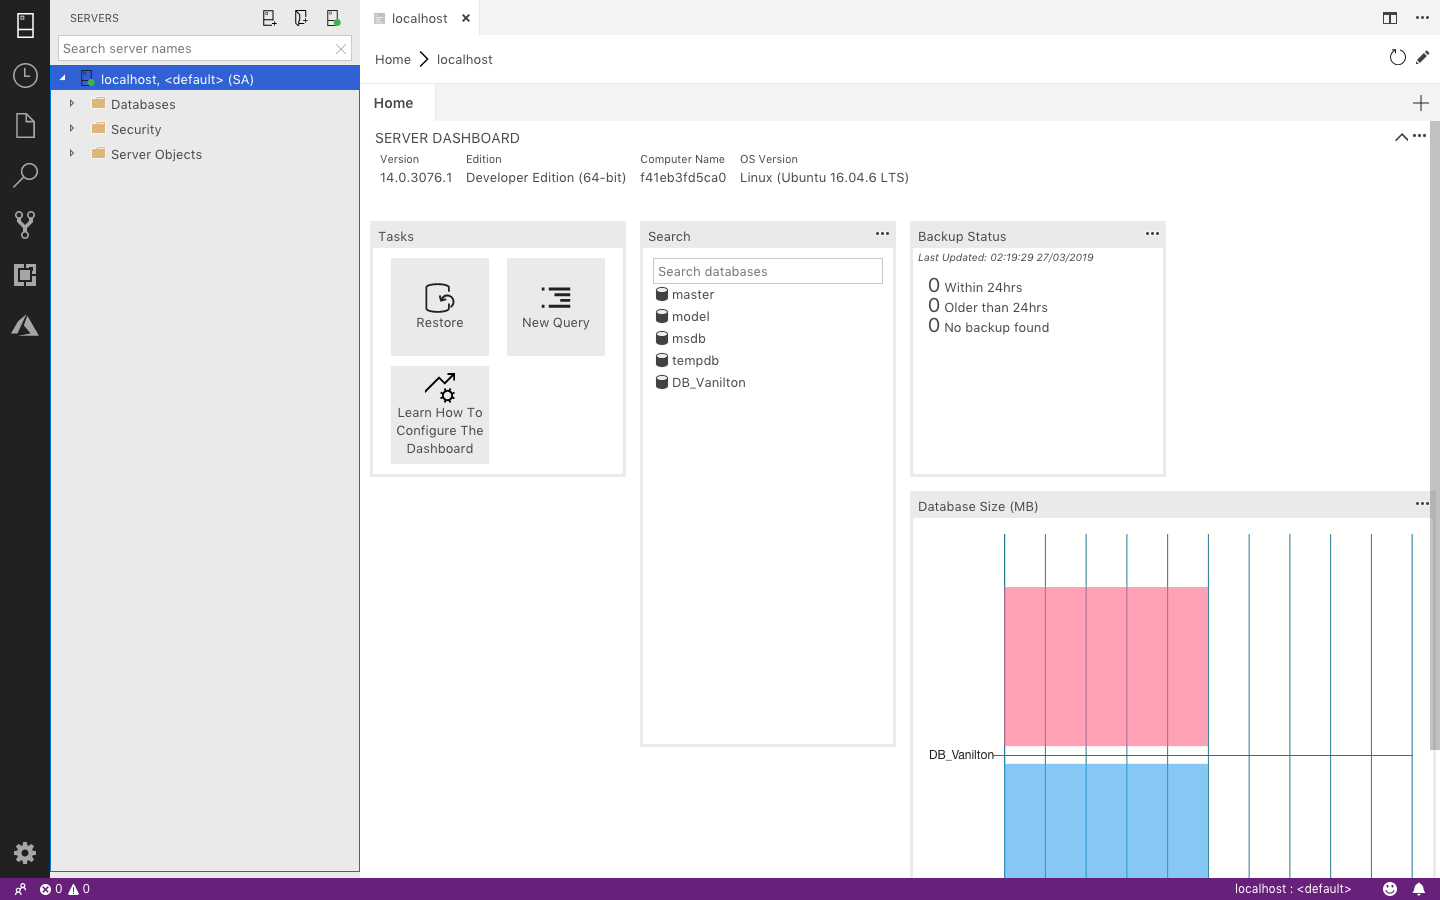 SERVERS
Search server names
localhost, <default> (SA)
Databases
Security
Server Objects
localhost
Home localhost
Home
SERVER DASHBOARD
Version Edition Computer Name OS Version
14.0.3076.1 Developer Edition (64-bit) f41eb3fd5ca0 Linux (Ubuntu 16.04.6 LTS)
Tasks
Restore
New Query
Learn How To
Configure The
Dashboard
Search
Search databases
master
model
msdb
tempdb
DB_Vanilton
Backup Status
Last Updated: 02:19:29 27/03/2019
0 Within 24hrs
0 Older than 24hrs
0 No backup found
Database Size (MB)
DB_Vanilton
0 0
localhost : <default>